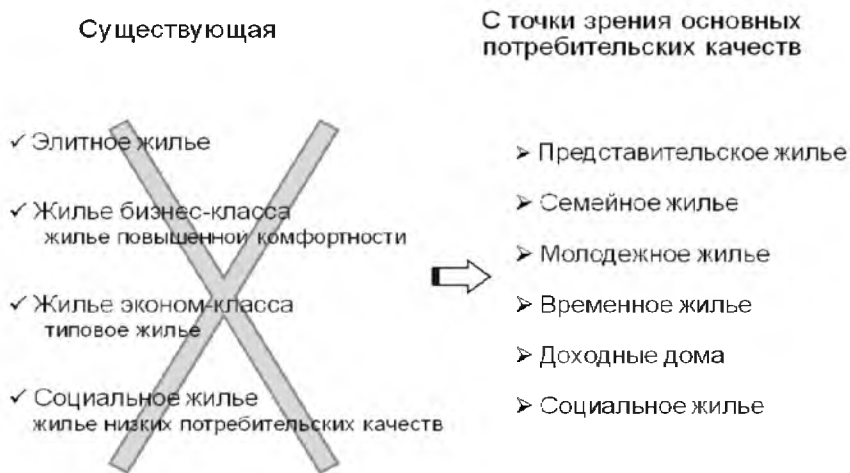 Существующая
✓ Элитное жилье
✓ Жилье бизнес-класса
жилье повышенной комфортности
✓ Жилье эконом-класса
типовое жилье
✓ Социальное жилье
жилье низких потребительских качеств
С точки зрения основных
потребительских качеств
➢ Представительское жилье
➢ Семейное жилье
➢ Молодежное жилье
➢ Временное жилье
➢ Доходные дома
➢ Социальное жилье